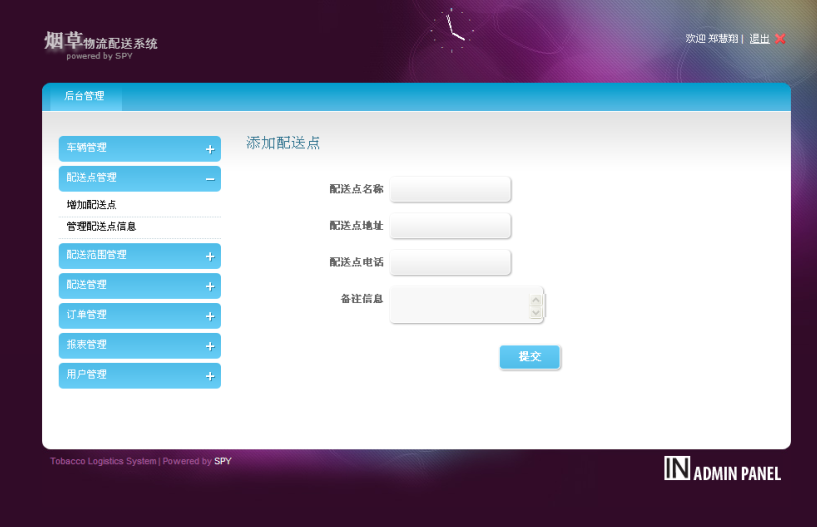 烟草物流配送系统
powered by SPY
欢迎 郑慧翔 | 退出
后台管理
车辆管理
配送点管理
增加配送点
管理配送点信息
配送范围管理
配送管理
订单管理
报表管理
用户管理
添加配送点
配送点名称
配送点地址
配送点电话
备注信息
提交
Tobacco Logistics System | Powered by SPY
IN ADMIN PANEL